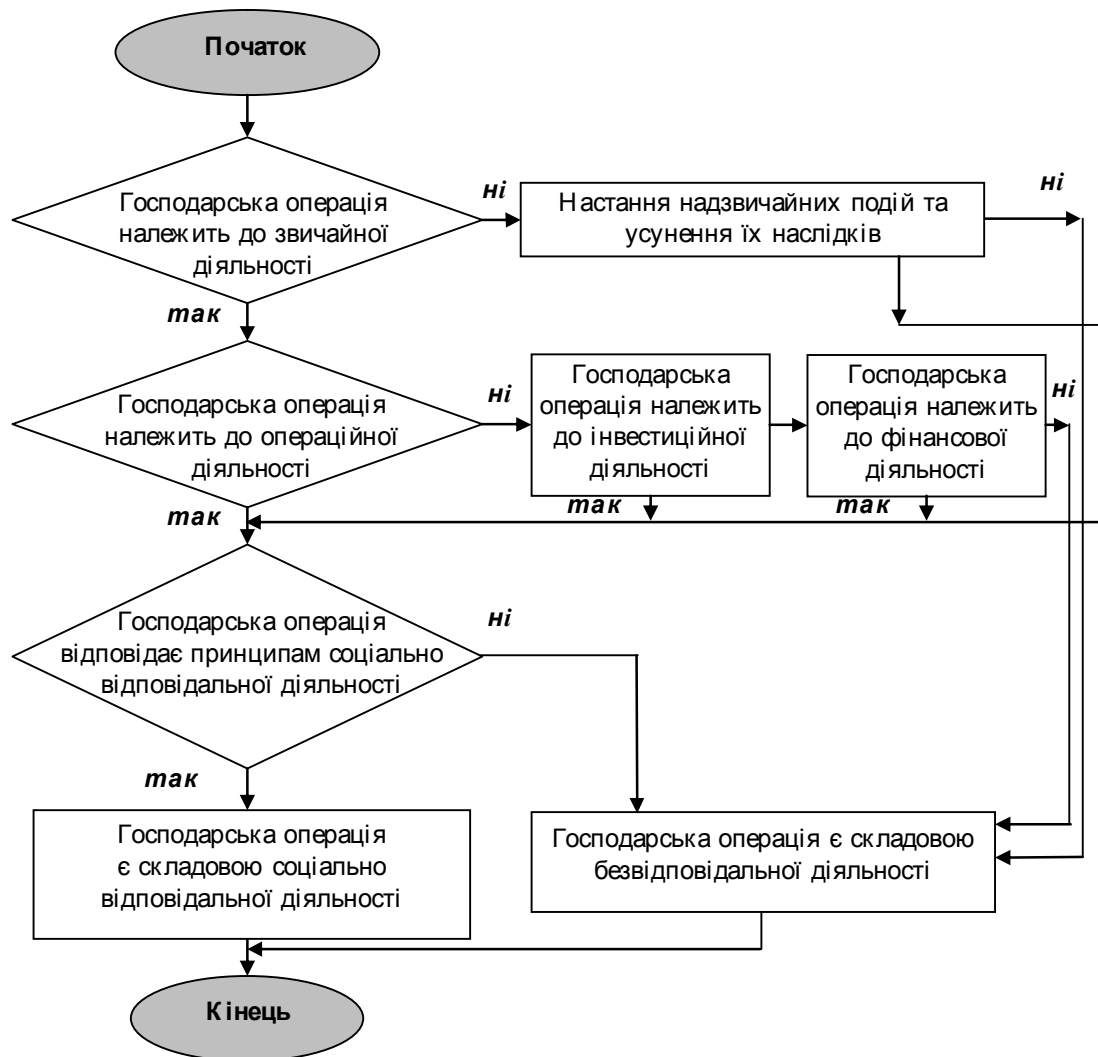 Початок
Господарська операція
належить до звичайної
діяльності
ні
Настання надзвичайних подій та
усунення їх наслідків
ні
так
Господарська операція
належить до операційної
діяльності
ні
Господарська
операція належить
до інвестиційної
діяльності
Господарська
операція належить
до фінансової
діяльності
ні
так
так
так
Господарська операція
відповідає принципам соціально
відповідальної діяльності
ні
так
Господарська операція
є складовою соціально
відповідальної діяльності
Господарська операція є складовою
безвідповідальної діяльності
Кінець